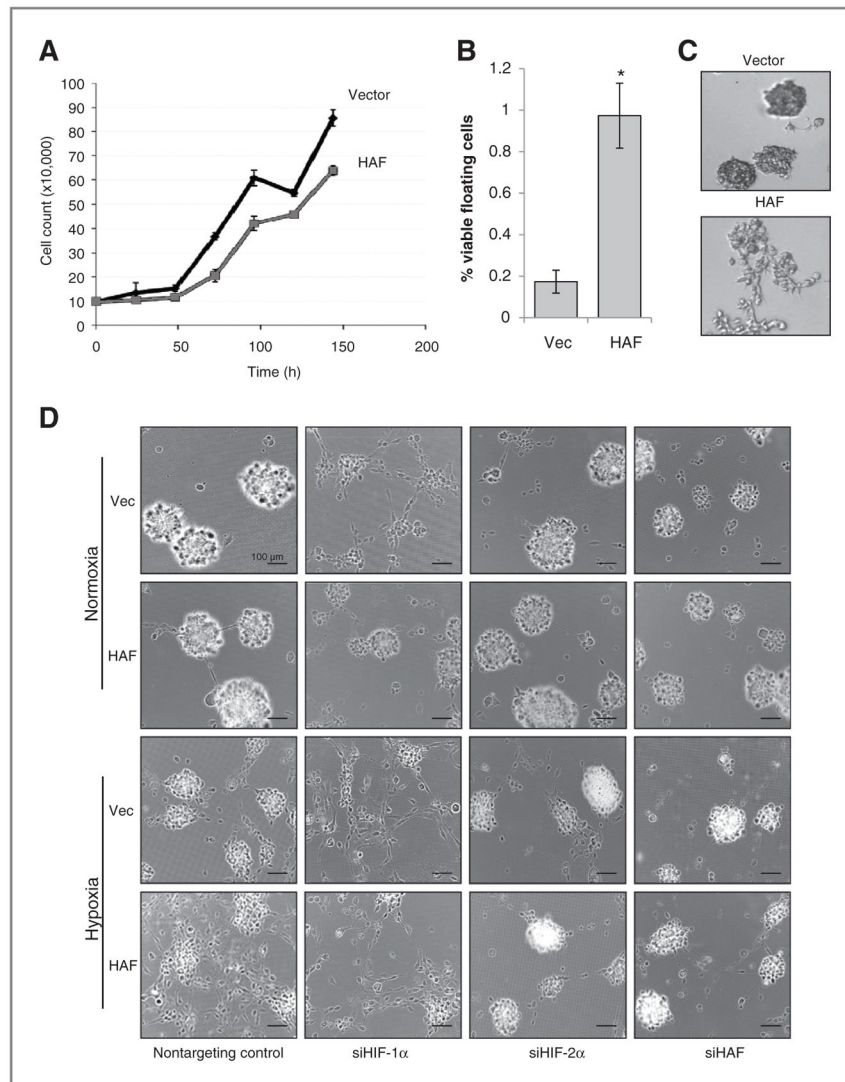 A
100
90
80
70
60
50
40
30
20
10
0
Cell count (x10,000)
0 50 100 150 200
Time (h)
Vector
HAF
B
1.2
1
0.8
0.6
0.4
0.2
0
% viable floating cells
*
Vec HAF
C
Vector
HAF
D
Normoxia
Vec
100 µm
HAF
Hypoxia
Vec
HAF
Nontargeting control siHIF-1α siHIF-2α siHAF